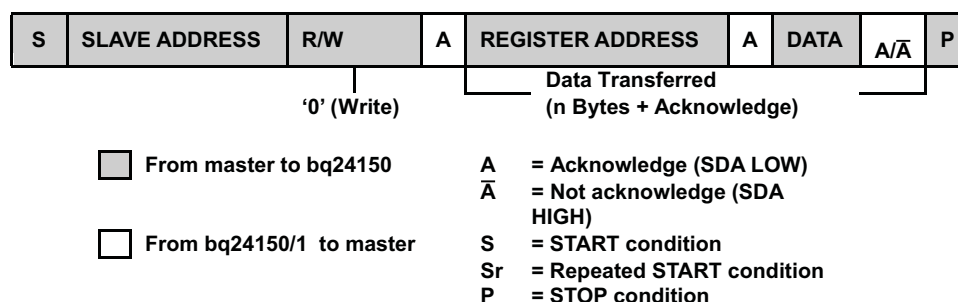 S SLAVE ADDRESS R/W A REGISTER ADDRESS A DATA A/A̅ P
Data Transferred
(n Bytes + Acknowledge)
‘0’ (Write)
From master to bq24150
From bq24150/1 to master
A = Acknowledge (SDA LOW)
A̅ = Not acknowledge (SDA
HIGH)
S = START condition
Sr = Repeated START condition
P = STOP condition